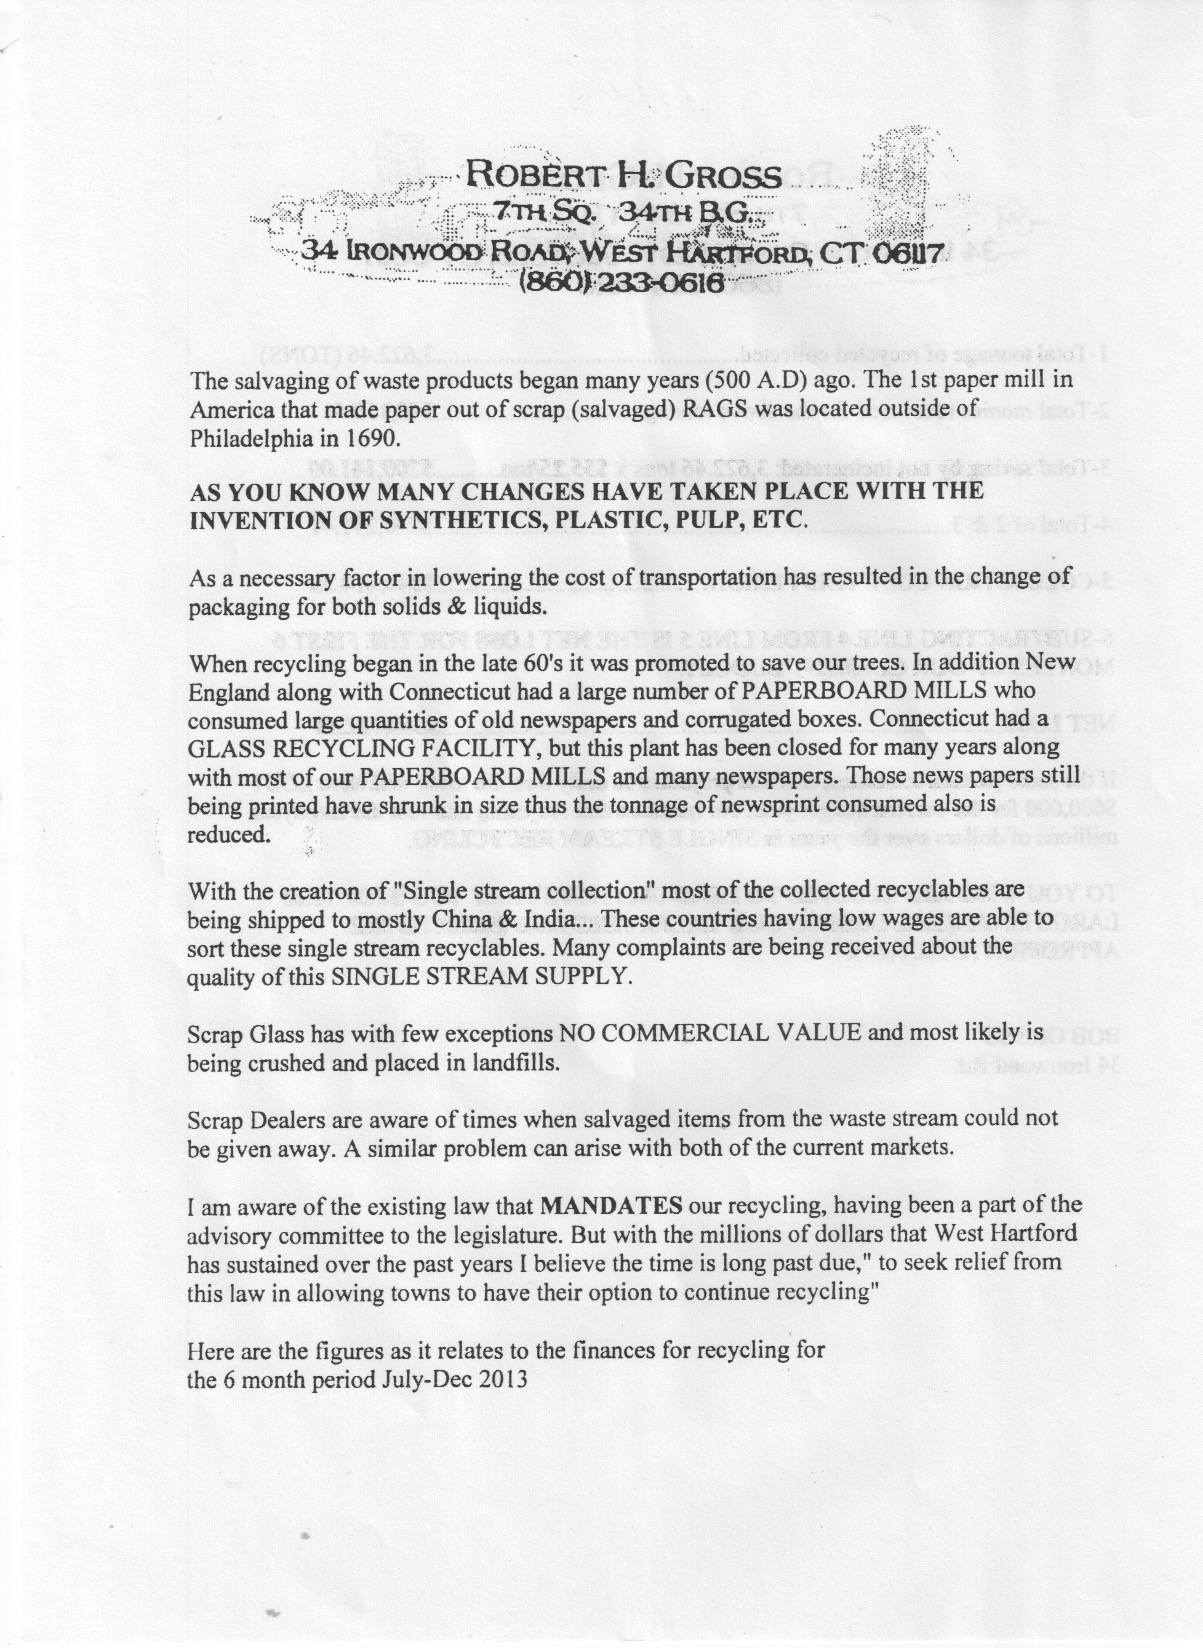 ROBERT H. GROSS
7TH SQ. 34TH B.G.
34 IRONWOOD ROAD, WEST HARTFORD, CT 06117
(860) 233-0616
The salvaging of waste products began many years (500 A.D) ago. The 1st paper mill in
America that made paper out of scrap (salvaged) RAGS was located outside of
Philadelphia in 1690.
AS YOU KNOW MANY CHANGES HAVE TAKEN PLACE WITH THE
INVENTION OF SYNTHETICS, PLASTIC, PULP, ETC.
As a necessary factor in lowering the cost of transportation has resulted in the change of
packaging for both solids & liquids.
When recycling began in the late 60's it was promoted to save our trees. In addition New
England along with Connecticut had a large number of PAPERBOARD MILLS who
consumed large quantities of old newspapers and corrugated boxes. Connecticut had a
GLASS RECYCLING FACILITY, but this plant has been closed for many years along
with most of our PAPERBOARD MILLS and many newspapers. Those news papers still
being printed have shrunk in size thus the tonnage of newsprint consumed also is
reduced.
With the creation of "Single stream collection" most of the collected recyclables are
being shipped to mostly China & India... These countries having low wages are able to
sort these single stream recyclables. Many complaints are being received about the
quality of this SINGLE STREAM SUPPLY.
Scrap Glass has with few exceptions NO COMMERCIAL VALUE and most likely is
being crushed and placed in landfills.
Scrap Dealers are aware of times when salvaged items from the waste stream could not
be given away. A similar problem can arise with both of the current markets.
I am aware of the existing law that MANDATES our recycling, having been a part of the
advisory committee to the legislature. But with the millions of dollars that West Hartford
has sustained over the past years I believe the time is long past due," to seek relief from
this law in allowing towns to have their option to continue recycling"
Here are the figures as it relates to the finances for recycling for
the 6 month period July-Dec 2013